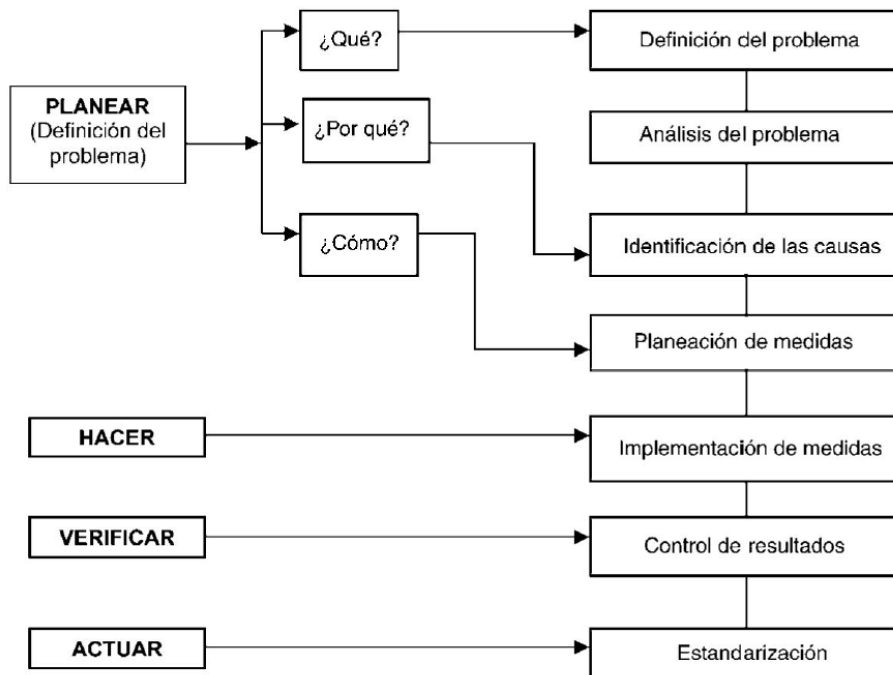 ¿Qué?
Definición del problema
PLANEAR
(Definición del
problema)
¿Por qué?
Análisis del problema
¿Cómo?
Identificación de las causas
Planeación de medidas
HACER
Implementación de medidas
VERIFICAR
Control de resultados
ACTUAR
Estandarización